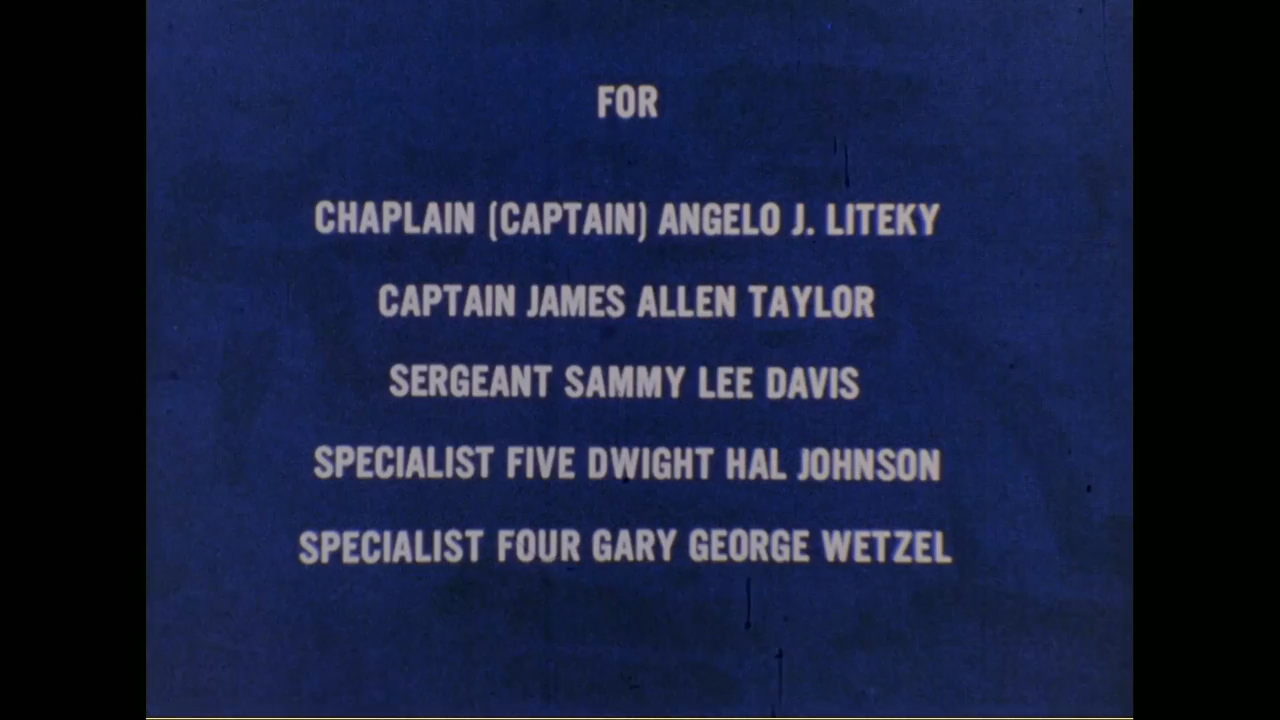 FOR
CHAPLAIN (CAPTAIN) ANGELO J. LITEKY
CAPTAIN JAMES ALLEN TAYLOR
SERGEANT SAMMY LEE DAVIS
SPECIALIST FIVE DWIGHT HAL JOHNSON
SPECIALIST FOUR GARY GEORGE WETZEL